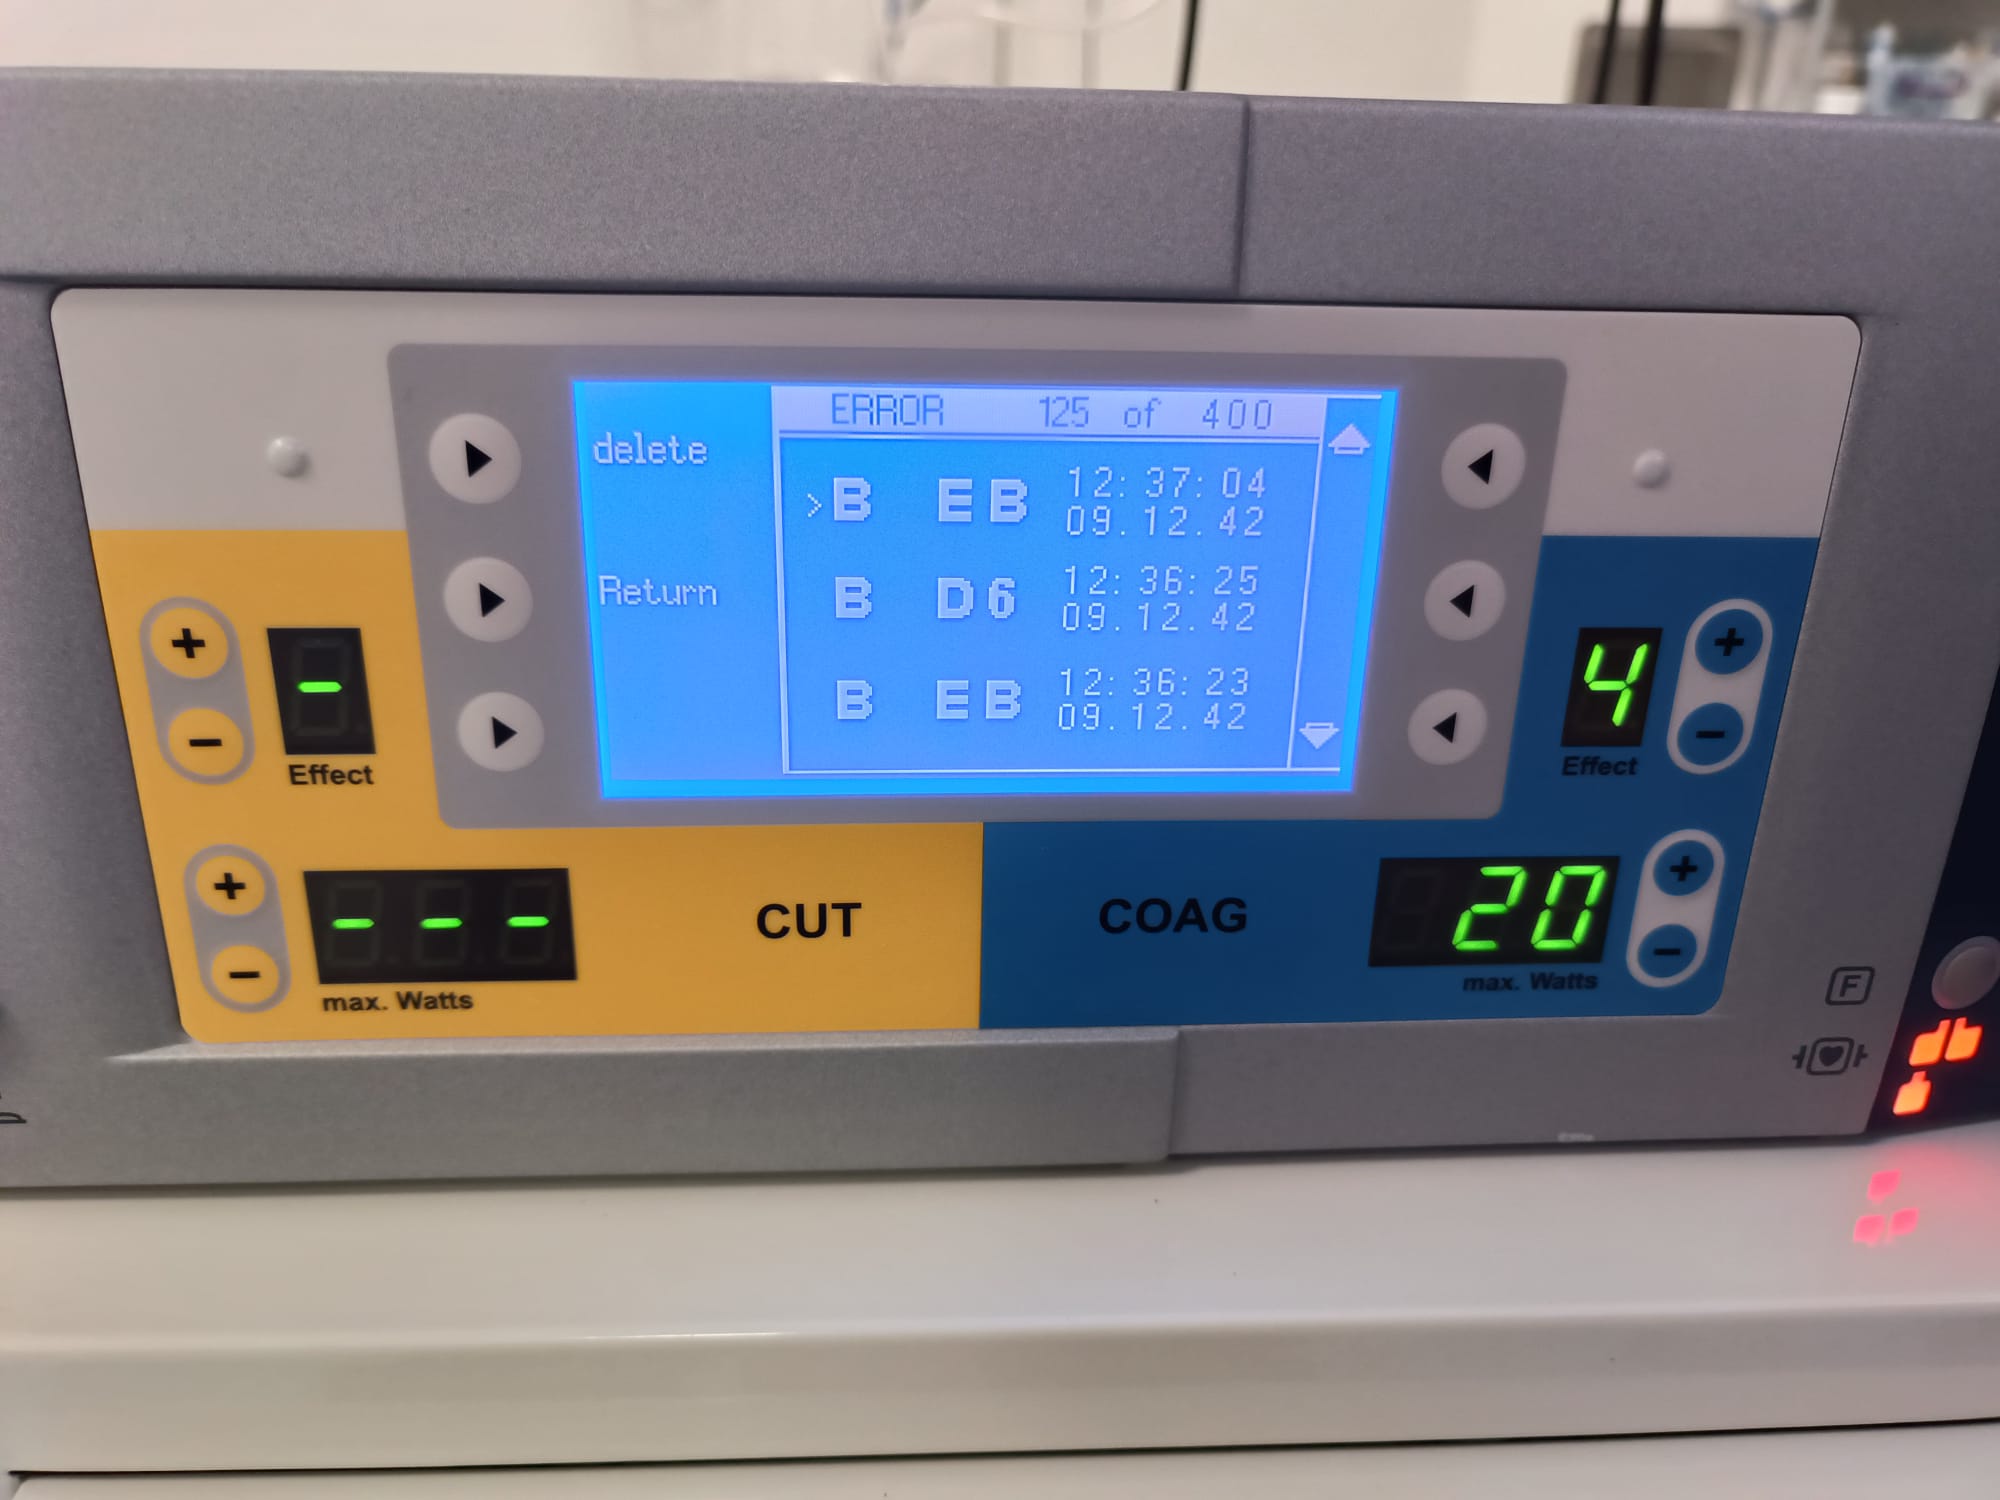 ERROR 125 of 400
delete
>B EB 12:37:04
09.12.42
Return
B D6 12:36:25
09.12.42
B EB 12:36:23
09.12.42
+
-
-
Effect
4
+
-
Effect
+
-
---
max. Watts
CUT
COAG
20
max. Watts
+
-
F